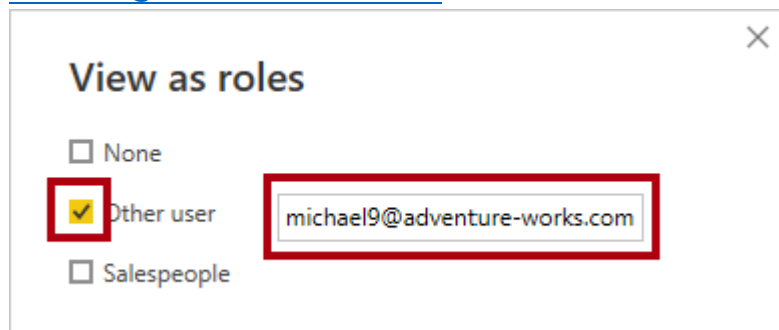 View as roles
None
Other user
michael9@adventure-works.com
Salespeople